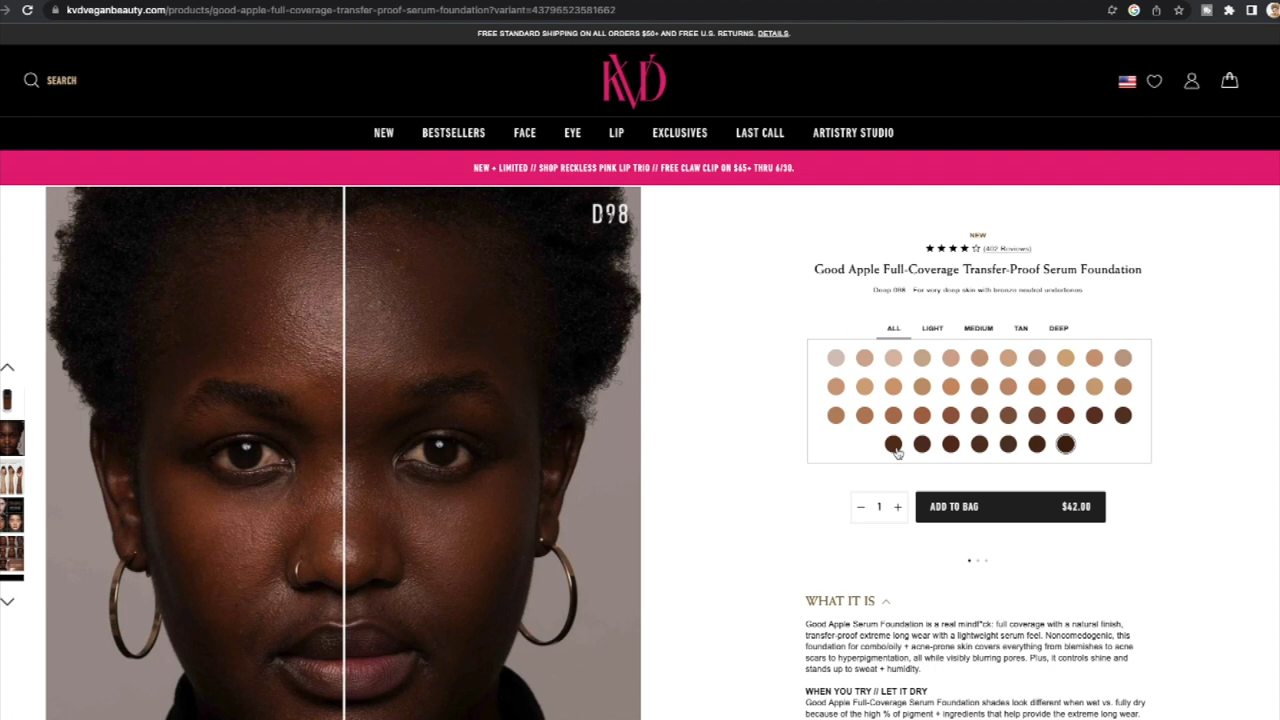 kvdveganbeauty.com/products/good-apple-full-coverage-transfer-proof-serum-foundation?variant=43796523581662
FREE STANDARD SHIPPING ON ALL ORDERS $50+ AND FREE U.S. RETURNS. DETAILS.
SEARCH
KVD
NEW BESTSELLERS FACE EYE LIP EXCLUSIVES LAST CALL ARTISTRY STUDIO
NEW + LIMITED // SHOP RECKLESS PINK LIP TRIO // FREE CLAW CLIP ON $65+ THRU 6/30.
D98
NEW
(402 Reviews)
Good Apple Full-Coverage Transfer-Proof Serum Foundation
Deep 098 - For very deep skin with bronze neutral undertones
ALL LIGHT MEDIUM TAN DEEP
− 1 + ADD TO BAG $42.00
WHAT IT IS
Good Apple Serum Foundation is a real mindf*ck: full coverage with a natural finish,
transfer-proof extreme long wear with a lightweight serum feel. Noncomedogenic, this
foundation for combo/oily + acne-prone skin covers everything from blemishes to acne
scars to hyperpigmentation, all while visibly blurring pores. Plus, it controls shine and
stands up to sweat + humidity.
WHEN YOU TRY // LET IT DRY
Good Apple Full-Coverage Serum Foundation shades look different when wet vs. fully dry
because of the high % of pigment + ingredients that help provide the extreme long wear.